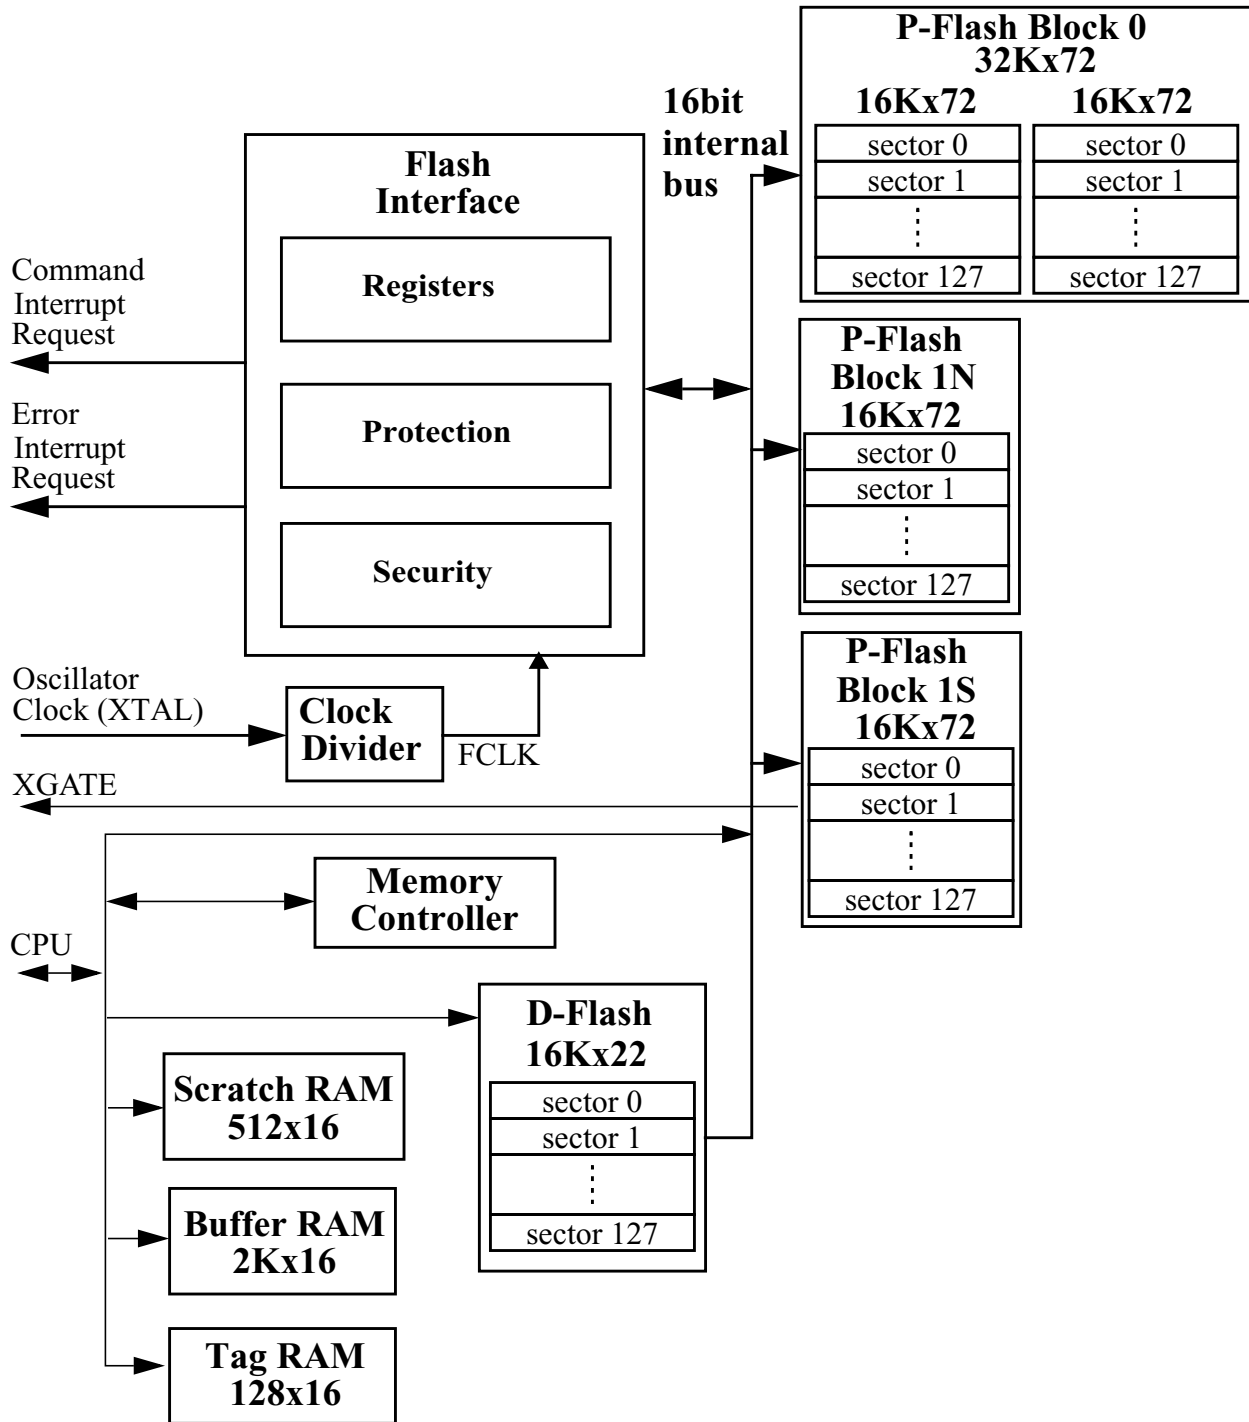 P-Flash Block 0
32Kx72
16Kx72
16Kx72
sector 0
sector 0
sector 1
sector 1
sector 127
sector 127
16bit
internal
bus
Flash
Interface
Registers
Protection
Security
Command
Interrupt
Request
Error
Interrupt
Request
P-Flash
Block 1N
16Kx72
sector 0
sector 1
sector 127
Oscillator
Clock (XTAL)
Clock
Divider
FCLK
P-Flash
Block 1S
16Kx72
sector 0
sector 1
sector 127
XGATE
Memory
Controller
CPU
D-Flash
16Kx22
sector 0
sector 1
sector 127
Scratch RAM
512x16
Buffer RAM
2Kx16
Tag RAM
128x16